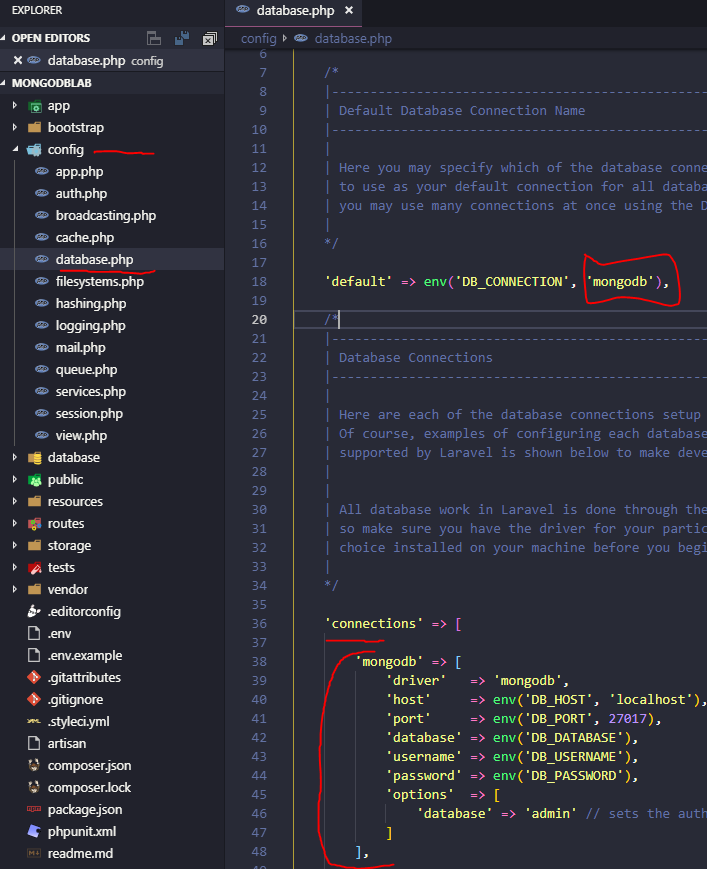 EXPLORER
OPEN EDITORS
database.php config
MONGODBLAB
app
bootstrap
config
app.php
auth.php
broadcasting.php
cache.php
database.php
filesystems.php
hashing.php
logging.php
mail.php
queue.php
services.php
session.php
view.php
database
public
resources
routes
storage
tests
vendor
.editorconfig
.env
.env.example
.gitattributes
.gitignore
.styleci.yml
artisan
composer.json
composer.lock
package.json
phpunit.xml
readme.md
database.php
config database.php
6
7 /*
8 |-------------------------------------------------
9 | Default Database Connection Name
10 |-------------------------------------------------
11 |
12 | Here you may specify which of the database conne
13 | to use as your default connection for all databa
14 | you may use many connections at once using the D
15 |
16 */
17
18 'default' => env('DB_CONNECTION', 'mongodb'),
19
20 /*
21 |-------------------------------------------------
22 | Database Connections
23 |-------------------------------------------------
24 |
25 | Here are each of the database connections setup
26 | Of course, examples of configuring each database
27 | supported by Laravel is shown below to make deve
28 |
29 |
30 | All database work in Laravel is done through the
31 | so make sure you have the driver for your partic
32 | choice installed on your machine before you begi
33 |
34 */
35
36 'connections' => [
37
38 'mongodb' => [
39 'driver' => 'mongodb',
40 'host' => env('DB_HOST', 'localhost'),
41 'port' => env('DB_PORT', 27017),
42 'database' => env('DB_DATABASE'),
43 'username' => env('DB_USERNAME'),
44 'password' => env('DB_PASSWORD'),
45 'options' => [
46 'database' => 'admin' // sets the auth
47 ]
48 ],